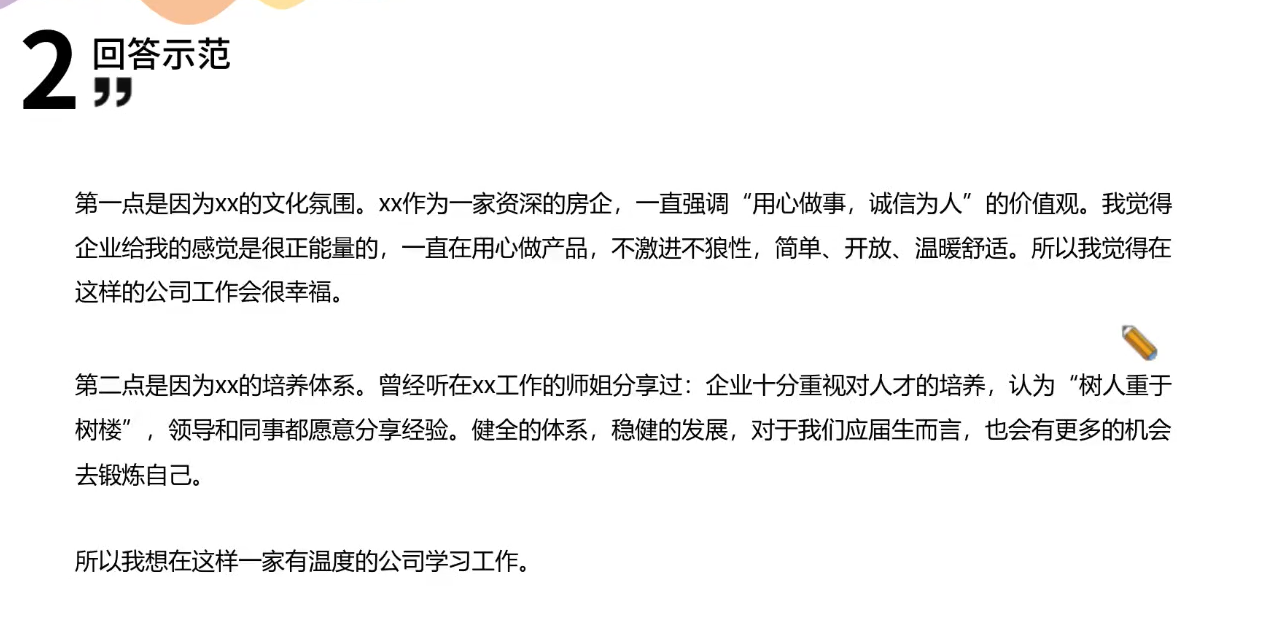 2 回答示范
”
第一点是因为xx的文化氛围。xx作为一家资深的房企，一直强调“用心做事，诚信为人”的价值观。我觉得
企业给我的感觉是很正能量的，一直在用心做产品，不激进不狼性，简单、开放、温暖舒适。所以我觉得在
这样的公司工作会很幸福。
第二点是因为xx的培养体系。曾经听在xx工作的师姐分享过：企业十分重视对人才的培养，认为“树人重于
树楼”，领导和同事都愿意分享经验。健全的体系，稳健的发展，对于我们应届生而言，也会有更多的机会
去锻炼自己。
所以我想在这样一家有温度的公司学习工作。